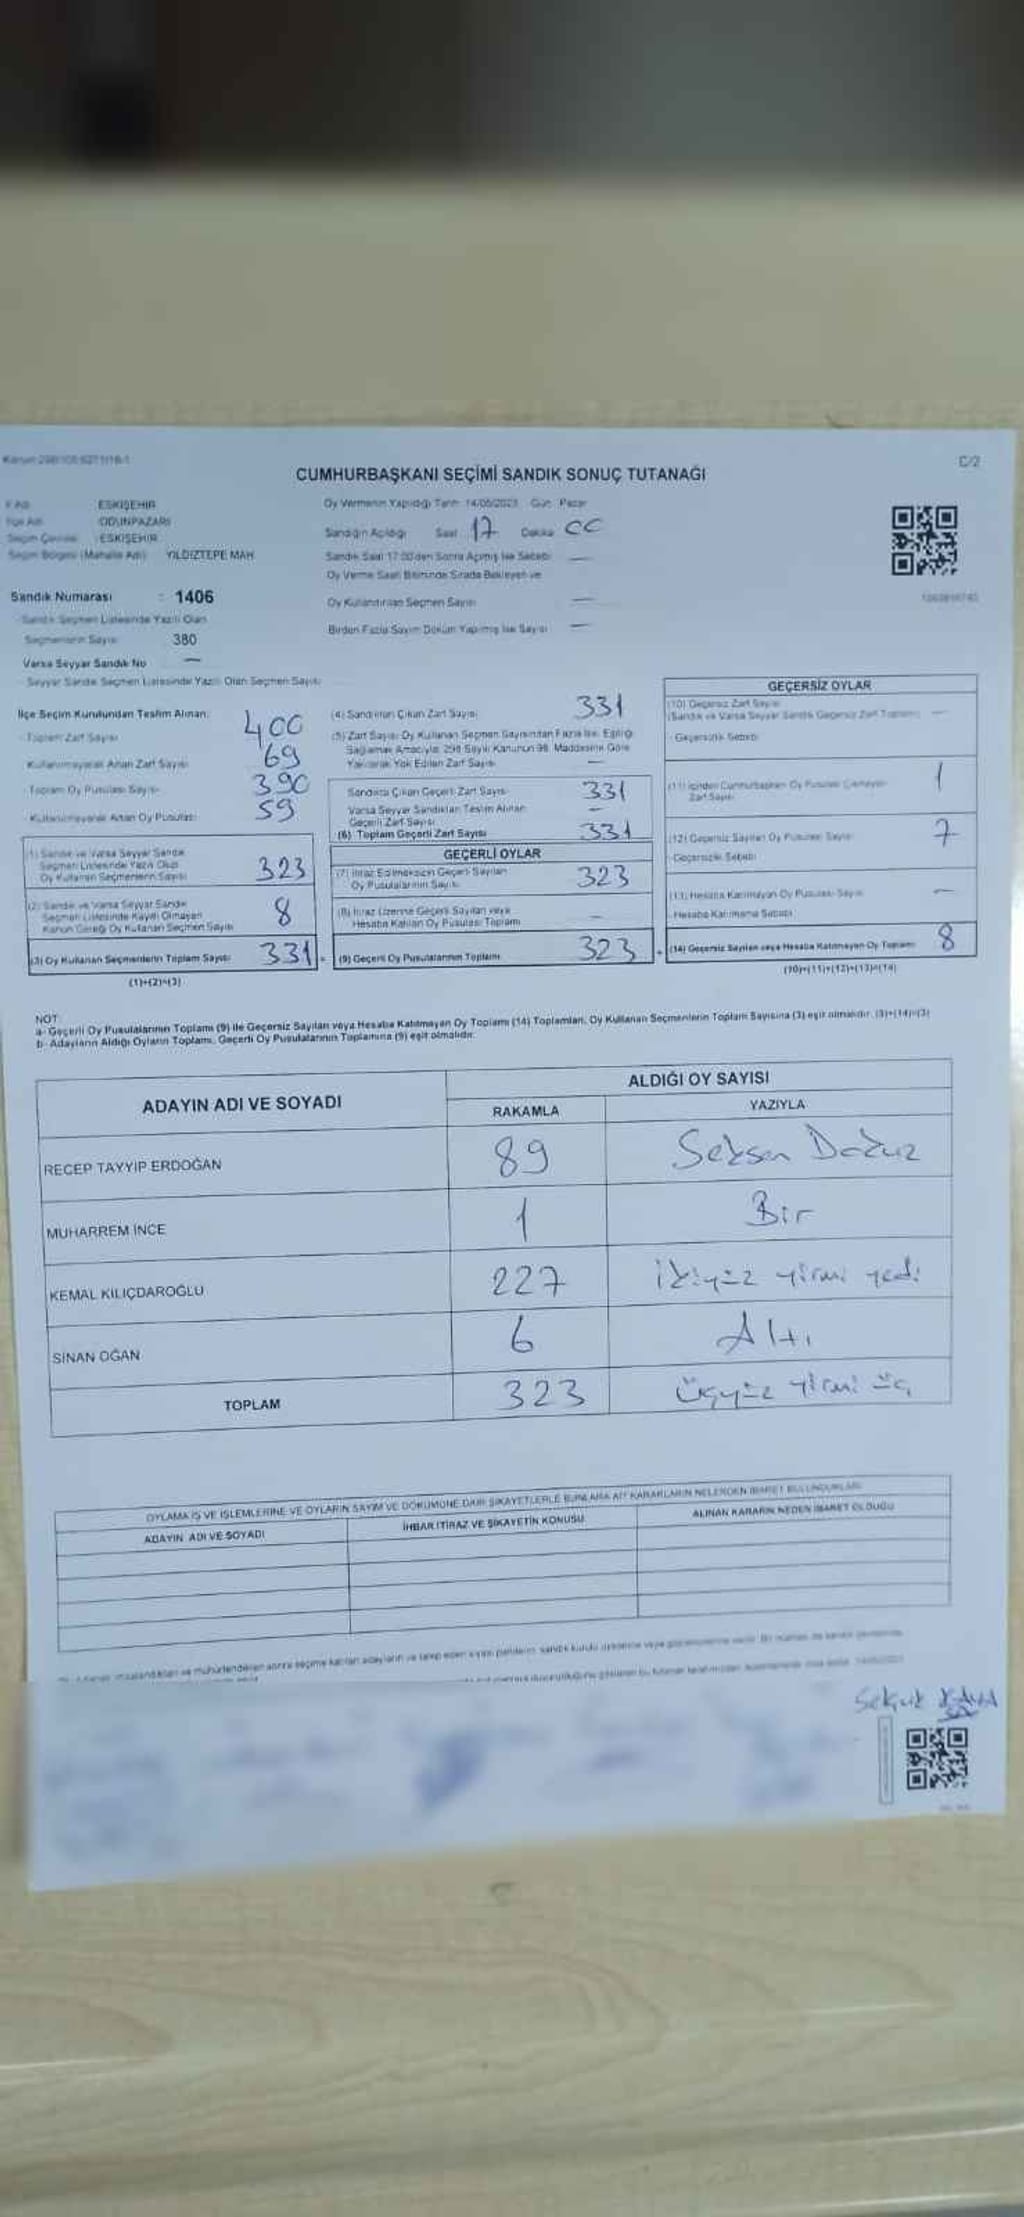 C/2
CUMHURBAŞKANI SEÇİMİ SANDIK SONUÇ TUTANAĞI
ESKİŞEHİR
Oy Vermenin Yapıldığı Tarih 14/05/2023 Gün Pazar
ODUNPAZARI
Sandığın Açıldığı Saat 17 Dakika 00
ESKİŞEHİR
Seçim Bölgesi (Mahalle Adı) YILDIZTEPE MAH
Sandık Saat 17:00'den Sonra Açılmış İse Sebebi —
Oy Verme Saati Bitiminde Sırada Bekleyen ve
Sandık Numarası : 1406
Oy Kullandırılan Seçmen Sayısı —
Sandık Seçmen Listesinde Yazılı Olan
Seçmenlerin Sayısı 380
Birden Fazla Sayım Döküm Yapılmış İse Sayısı —
Varsa Seyyar Sandık No —
Seyyar Sandık Seçmen Listesinde Yazılı Olan Seçmen Sayısı
İlçe Seçim Kurulundan Teslim Alınan:
Toplam Zarf Sayısı 400
Kullanılmayarak Artan Zarf Sayısı 69
Toplam Oy Pusulası Sayısı 390
Kullanılmayarak Artan Oy Pusulası 59
(1) Sandık ve Varsa Seyyar Sandık
Seçmen Listesinde Yazılı Olup
Oy Kullanan Seçmenlerin Sayısı 323
(2) Sandık ve Varsa Seyyar Sandık
Seçmen Listesinde Kayıtlı Olmayan
Kanun Gereği Oy Kullanan Seçmen Sayısı 8
(3) Oy Kullanan Seçmenlerin Toplam Sayısı 331 =
(1)+(2)=(3)
(4) Sandıktan Çıkan Zarf Sayısı 331
(5) Zarf Sayısı Oy Kullanan Seçmen Sayısından Fazla İse, Eşitliği
Sağlamak Amacıyla, 298 Sayılı Kanunun 98. Maddesine Göre
Yakılarak Yok Edilen Zarf Sayısı —
Sandıkta Çıkan Geçerli Zarf Sayısı 331
Varsa Seyyar Sandıktan Teslim Alınan
Geçerli Zarf Sayısı —
(6) Toplam Geçerli Zarf Sayısı 331
GEÇERLİ OYLAR
(7) İtiraz Edilmeksizin Geçerli Sayılan
Oy Pusulalarının Sayısı 323
(8) İtiraz Üzerine Geçerli Sayılan veya
Hesaba Katılan Oy Pusulası Toplamı —
(9) Geçerli Oy Pusulalarının Toplamı 323 +
GEÇERSİZ OYLAR
(10) Geçersiz Zarf Sayısı
(Sandık ve Varsa Seyyar Sandık Geçersiz Zarf Toplamı) —
Geçersizlik Sebebi
(11) İçinden Cumhurbaşkanı Oy Pusulası Çıkmayan
Zarf Sayısı 1
(12) Geçersiz Sayılan Oy Pusulası Sayısı 7
Geçersizlik Sebebi
(13) Hesaba Katılmayan Oy Pusulası Sayısı —
Hesaba Katılmama Sebebi
(14) Geçersiz Sayılan veya Hesaba Katılmayan Oy Toplamı 8
(10)+(11)+(12)+(13)=(14)
NOT:
a- Geçerli Oy Pusulalarının Toplamı (9) ile Geçersiz Sayılan veya Hesaba Katılmayan Oy Toplamı (14) Toplamları, Oy Kullanan Seçmenlerin Toplam Sayısına (3) eşit olmalıdır. (9)+(14)=(3)
b- Adayların Aldığı Oyların Toplamı, Geçerli Oy Pusulalarının Toplamına (9) eşit olmalıdır.
ADAYIN ADI VE SOYADI
ALDIĞI OY SAYISI
RAKAMLA YAZIYLA
RECEP TAYYİP ERDOĞAN 89 Seksen Dokuz
MUHARREM İNCE 1 Bir
KEMAL KILIÇDAROĞLU 227 İkiyüz yirmi yedi
SİNAN OĞAN 6 Altı
TOPLAM 323 Üçyüz yirmi üç
OYLAMA İŞ VE İŞLEMLERİNE VE OYLARIN SAYIM VE DÖKÜMÜNE DAİR ŞİKAYETLERLE BUNLARA AİT KARARLARIN NELERDEN İBARET BULUNDUKLARI
ADAYIN ADI VE SOYADI İHBAR İTİRAZ VE ŞİKAYETİN KONUSU ALINAN KARARIN NEDEN İBARET OLDUĞU